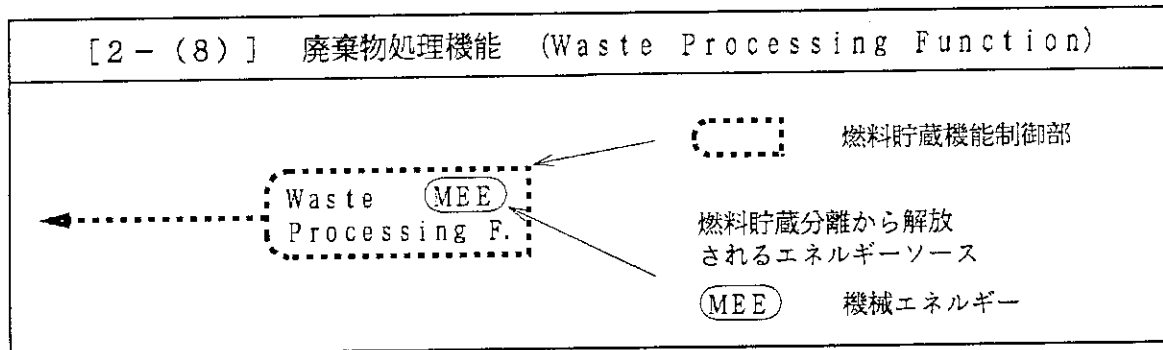 [2-(8)] 廃棄物処理機能 (Waste Processing Function)
燃料貯蔵機能制御部
Waste MEE
Processing F.
燃料貯蔵分離から解放
されるエネルギーソース
MEE 機械エネルギー